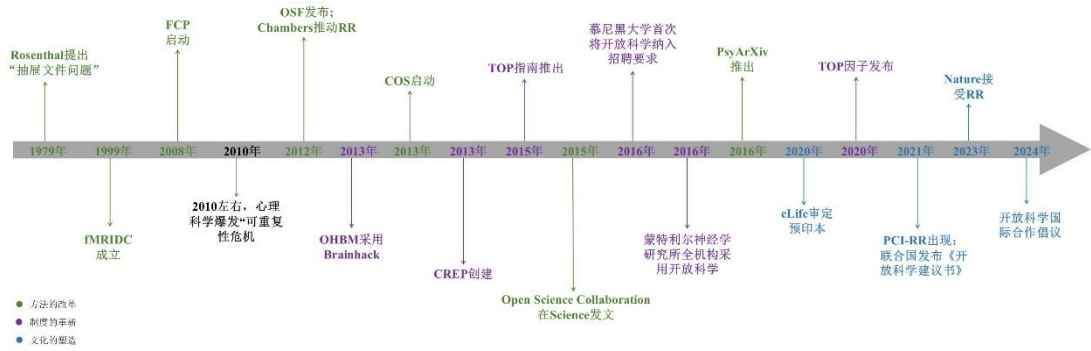 Rosenthal提出
“抽屉文件问题”
FCP
启动
OSF发布；
Chambers推动RR
COS启动
TOP指南推出
慕尼黑大学首次
将开放科学纳入
招聘要求
PsyArXiv
推出
TOP因子发布
Nature接
受RR
1979年 1999年 2008年 2010年 2012年 2013年 2013年 2013年 2015年 2015年 2016年 2016年 2016年 2020年 2020年 2021年 2023年 2024年
fMRIDC
成立
2010左右，心理
科学爆发“可重复
性危机
OHBM采用
Brainhack
CREP创建
Open Science Collaboration
在Science发文
蒙特利尔神经学
研究所全机构采
用开放科学
eLife审定
预印本
PCI-RR出现；
联合国发布《开
放科学建议书》
开放科学国
际合作倡议
方法的改革
制度的革新
文化的塑造